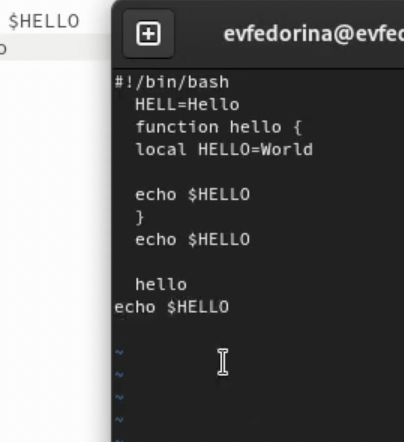 $HELLO
o
evfedorina@evfed
#!/bin/bash
HELL=Hello
function hello {
local HELLO=World
echo $HELLO
}
echo $HELLO
hello
echo $HELLO
~
~
~
~
~